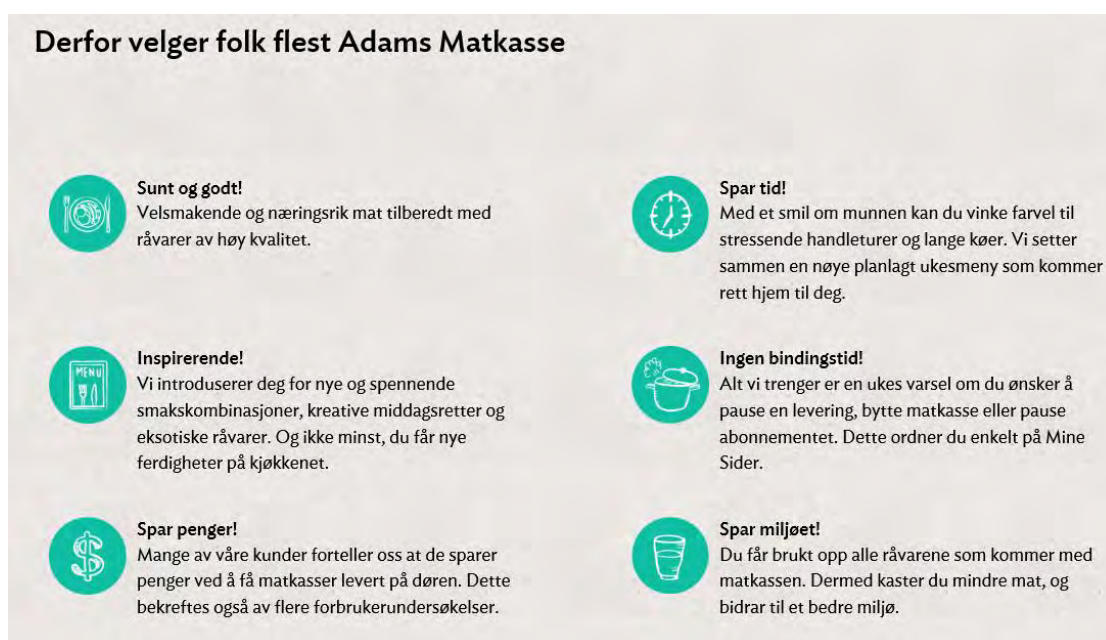 Derfor velger folk flest Adams Matkasse
Sunt og godt!
Velsmakende og næringsrik mat tilberedt med
råvarer av høy kvalitet.
Spar tid!
Med et smil om munnen kan du vinke farvel til
stressende handleturer og lange køer. Vi setter
sammen en nøye planlagt ukesmeny som kommer
rett hjem til deg.
MENU
Inspirerende!
Vi introduserer deg for nye og spennende
smakskombinasjoner, kreative middagsretter og
eksotiske råvarer. Og ikke minst, du får nye
ferdigheter på kjøkkenet.
Ingen bindingstid!
Alt vi trenger er en ukes varsel om du ønsker å
pause en levering, bytte matkasse eller pause
abonnementet. Dette ordner du enkelt på Mine
Sider.
$
Spar penger!
Mange av våre kunder forteller oss at de sparer
penger ved å få matkasser levert på døren. Dette
bekreftes også av flere forbrukerundersøkelser.
Spar miljøet!
Du får brukt opp alle råvarene som kommer med
matkassen. Dermed kaster du mindre mat, og
bidrar til et bedre miljø.